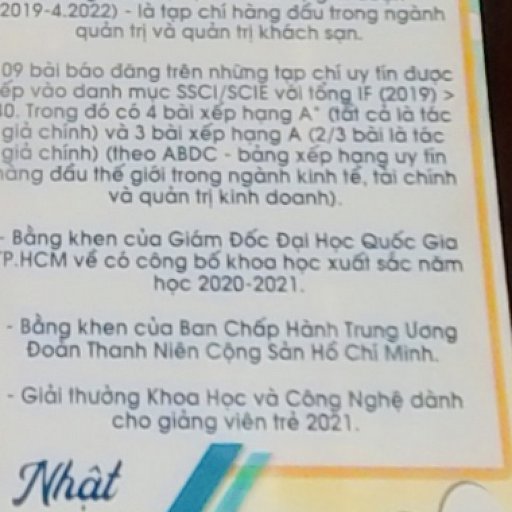 2019-4.2022) - là tạp chí hàng đầu trong ngành
quản trị và quản trị khách sạn.
09 bài báo đăng trên những tạp chí uy tín được
ếp vào danh mục SSCI/SCIE với tổng IF (2019) >
40. Trong đó có 4 bài xếp hạng A* (tất cả là tác
giả chính) và 3 bài xếp hạng A (2/3 bài là tác
giả chính) (theo ABDC - bảng xếp hạng uy tín
hàng đầu thế giới trong ngành kinh tế, tài chính
và quản trị kinh doanh).
- Bằng khen của Giám Đốc Đại Học Quốc Gia
TP.HCM về có công bố khoa học xuất sắc năm
học 2020-2021.
- Bằng khen của Ban Chấp Hành Trung Ương
Đoàn Thanh Niên Cộng Sản Hồ Chí Minh.
- Giải thưởng Khoa Học và Công Nghệ dành
cho giảng viên trẻ 2021.
Nhật